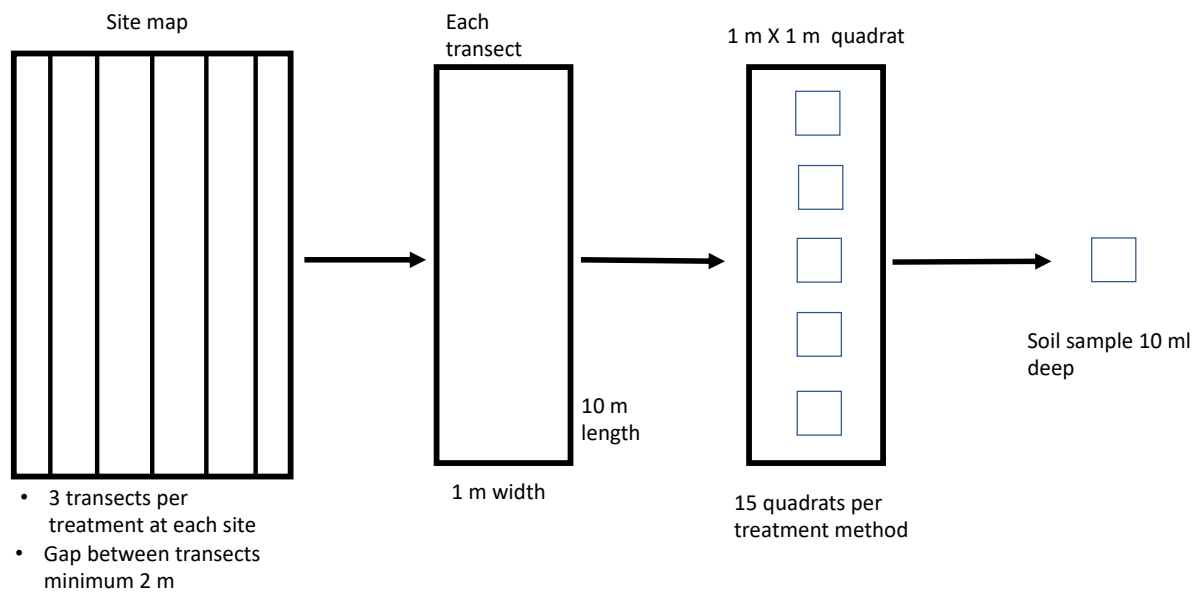 Site map
• 3 transects per
treatment at each site
• Gap between transects
minimum 2 m
Each
transect
10 m
length
1 m width
1 m X 1 m  quadrat
15 quadrats per
treatment method
Soil sample 10 ml
deep